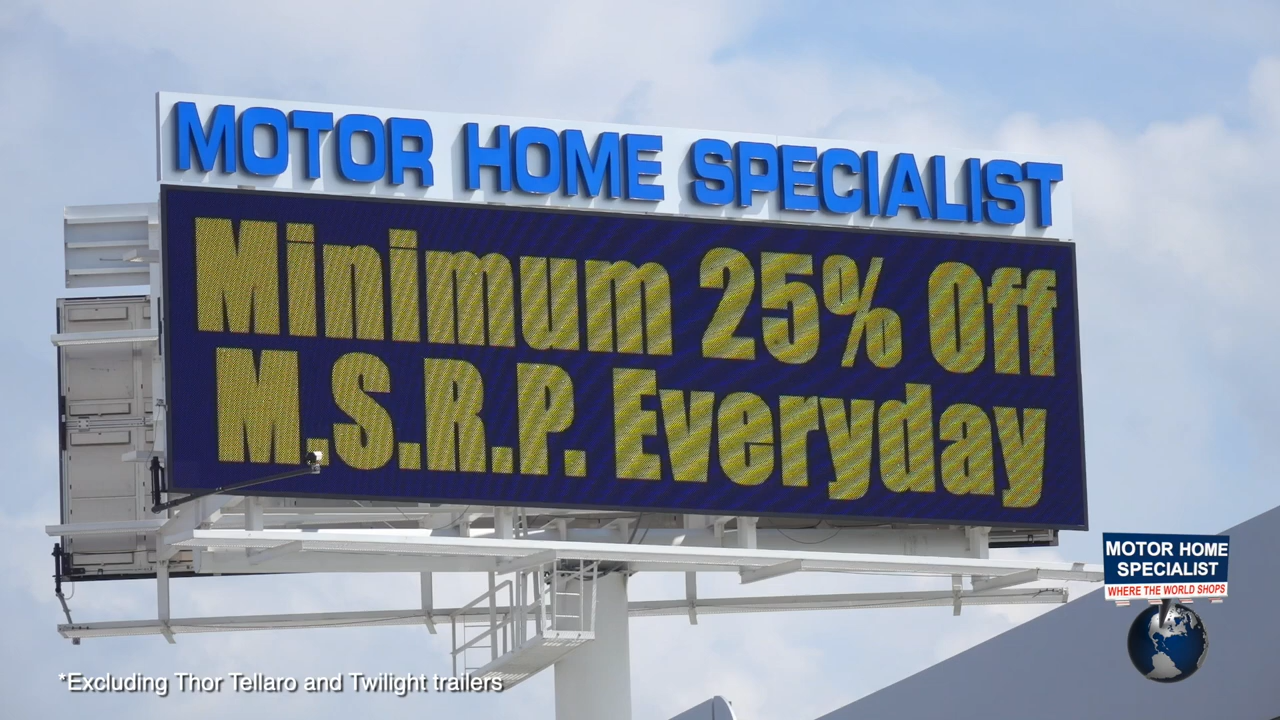 MOTOR HOME SPECIALIST
Minimum 25% Off
M.S.R.P. Everyday
MOTOR HOME
SPECIALIST
WHERE THE WORLD SHOPS
*Excluding Thor Tellaro and Twilight trailers